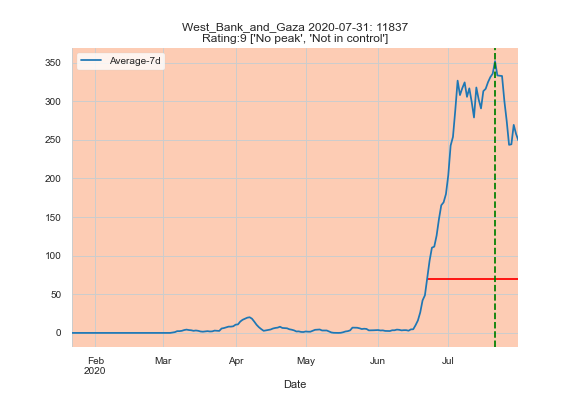 West_Bank_and_Gaza 2020-07-31: 11837
Rating:9 ['No peak', 'Not in control']
Average-7d
350
300
250
200
150
100
50
0
Feb
2020
Mar
Apr
May
Jun
Jul
Date